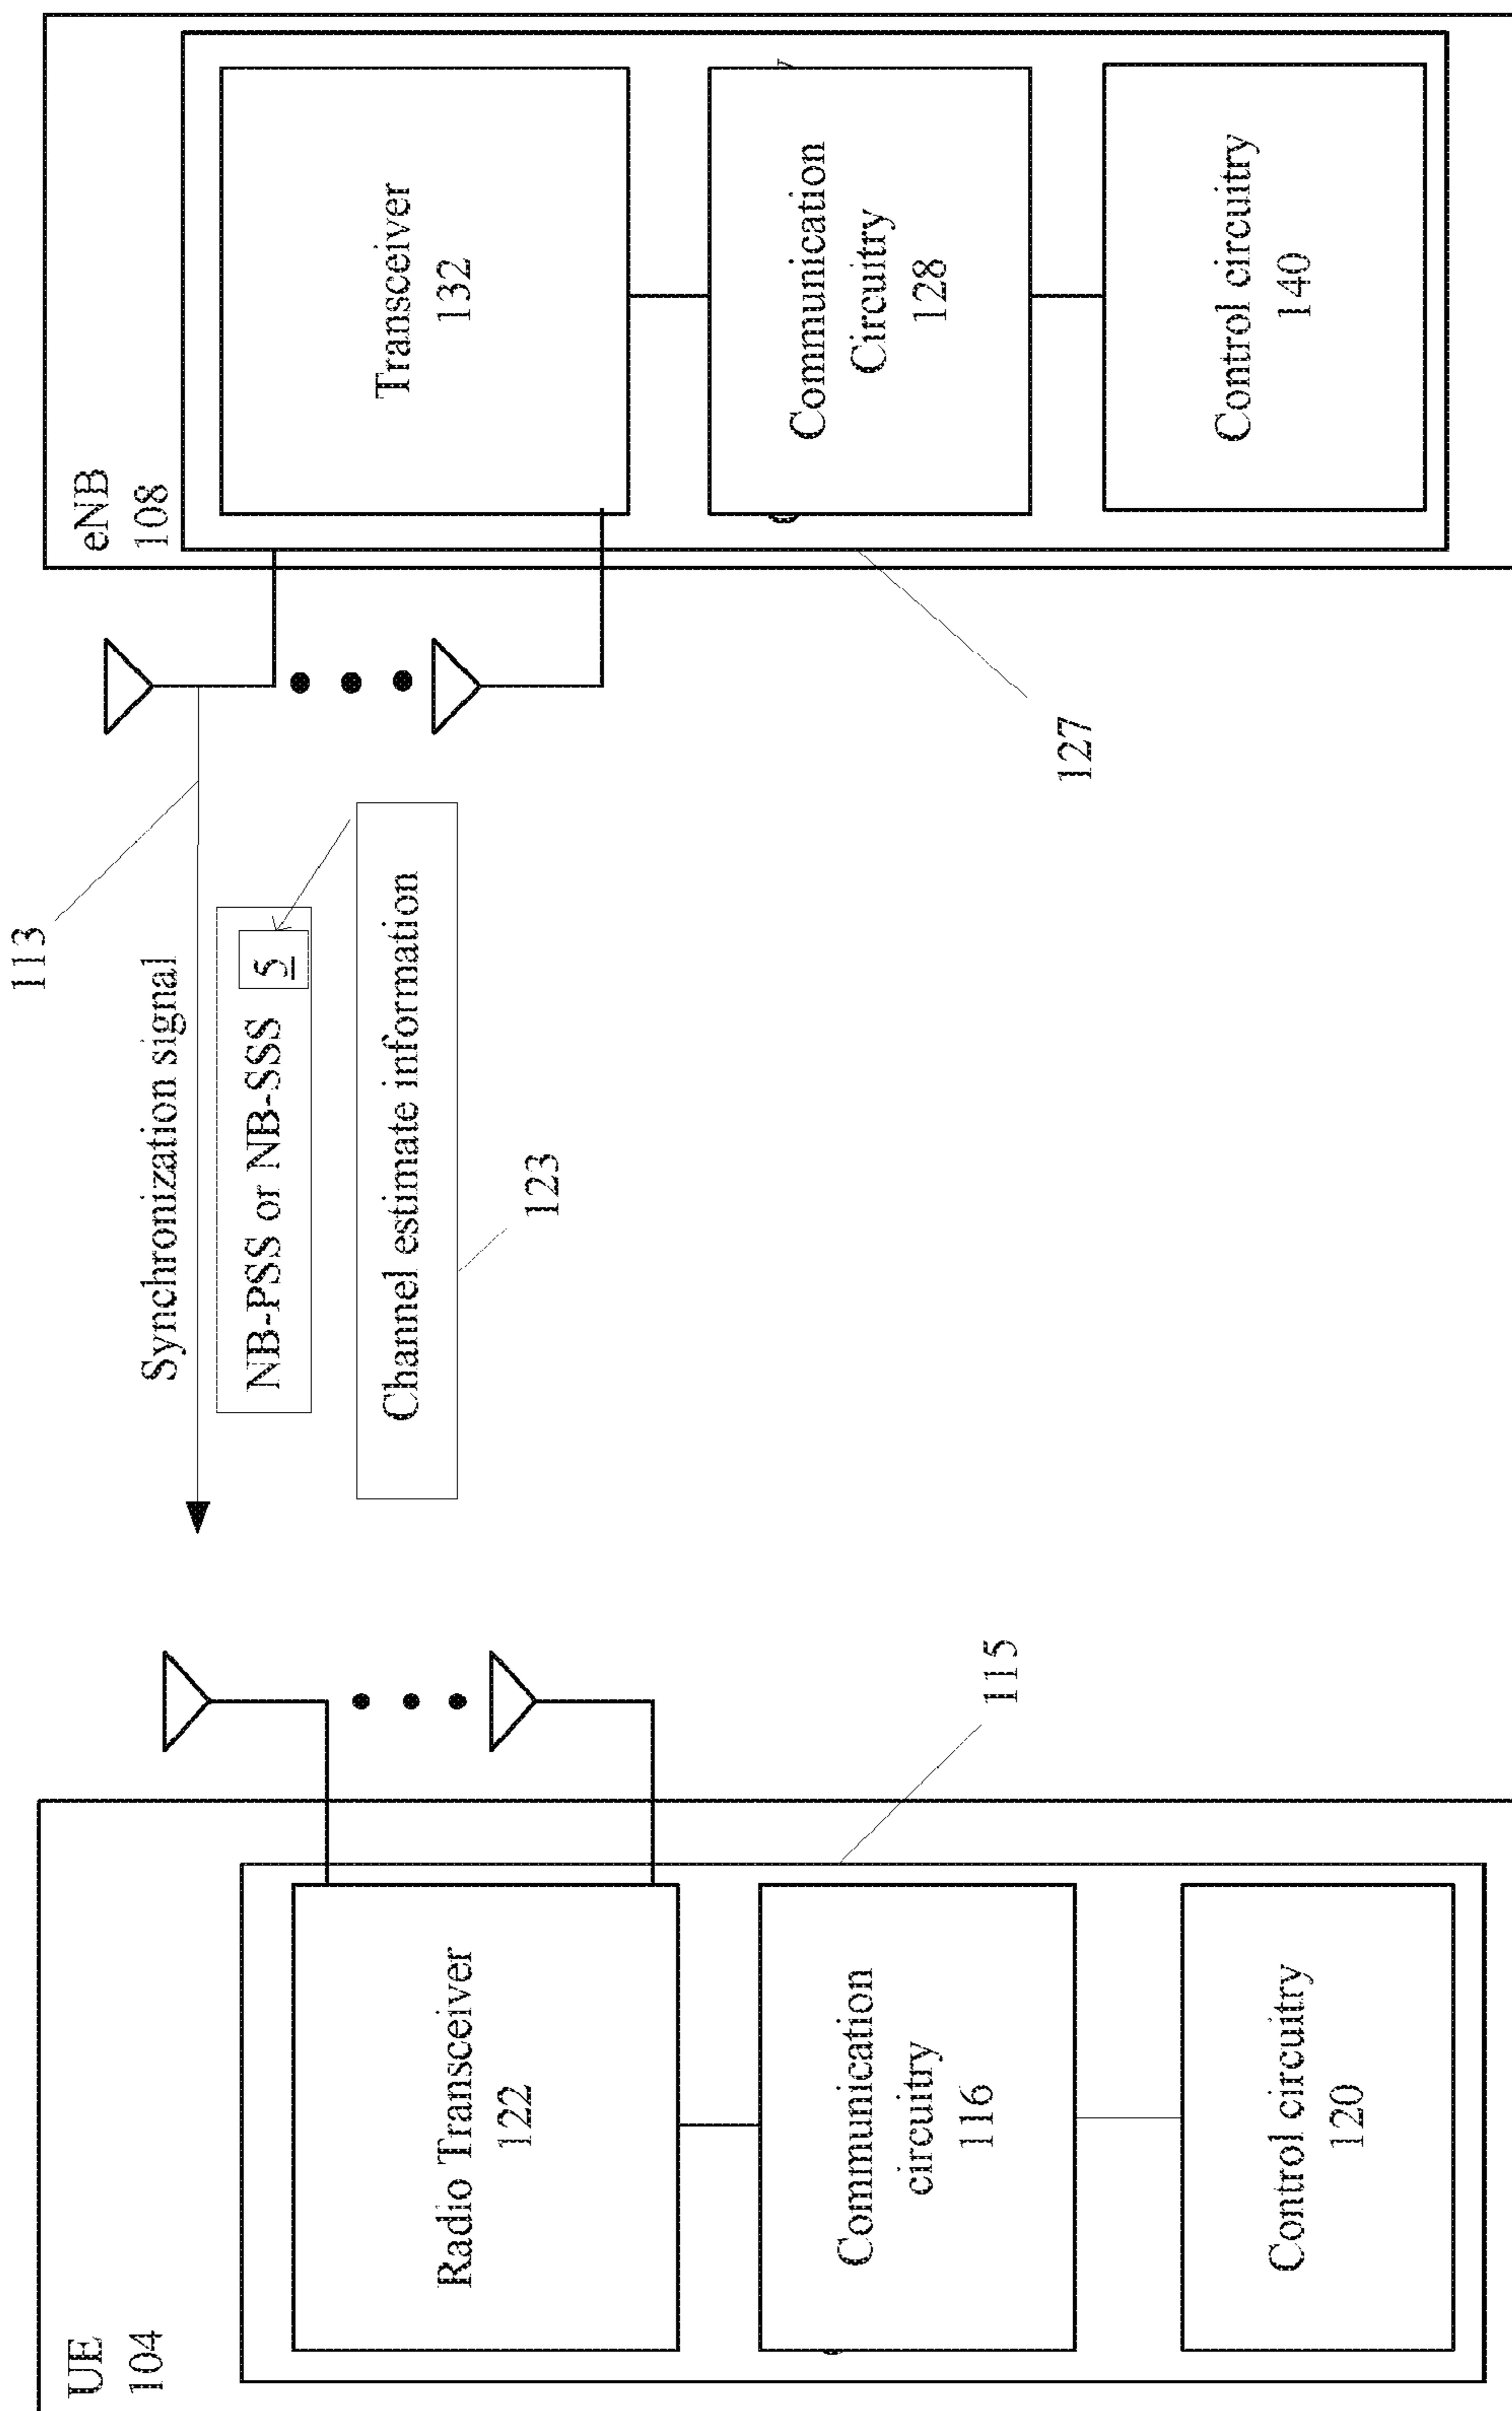 UE
104
Radio Transceiver
122
Communication
circuitry
116
Control circuitry
120
115
113
Synchronization signal
NB-PSS or NB-SSS
5
Channel estimate information
123
eNB
108
Transceiver
132
Communication
Circuitry
128
Control circuitry
140
127